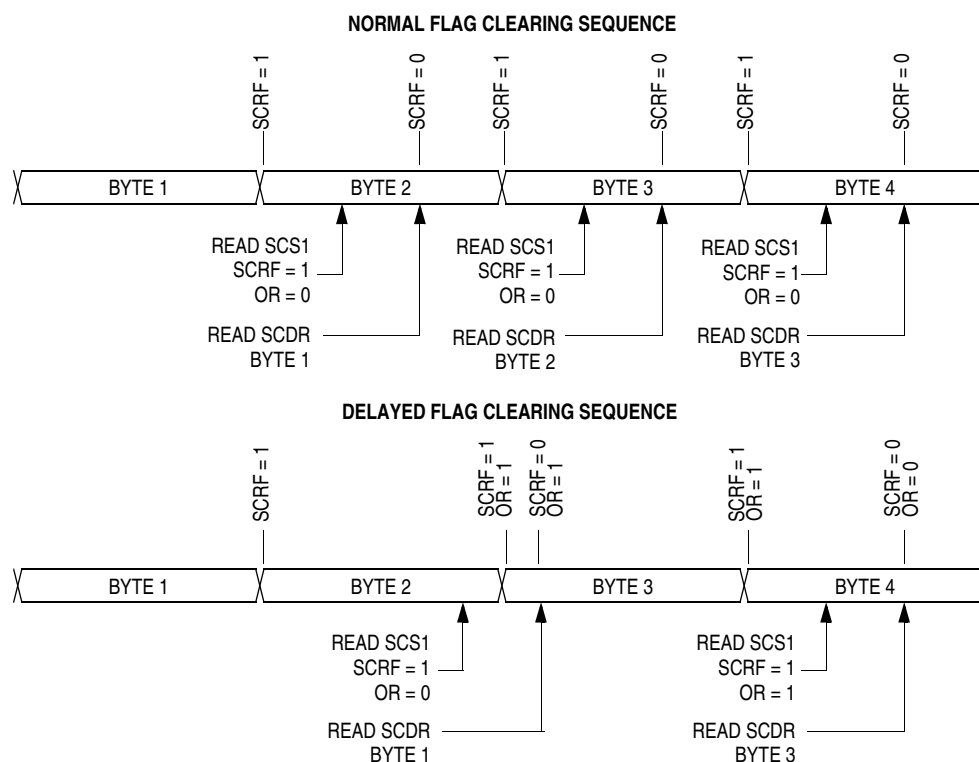 NORMAL FLAG CLEARING SEQUENCE
SCRF = 1
SCRF = 0
SCRF = 1
SCRF = 0
SCRF = 1
SCRF = 0
BYTE 1
BYTE 2
BYTE 3
BYTE 4
READ SCS1
SCRF = 1
OR = 0
READ SCS1
SCRF = 1
OR = 0
READ SCS1
SCRF = 1
OR = 0
READ SCDR
BYTE 1
READ SCDR
BYTE 2
READ SCDR
BYTE 3
DELAYED FLAG CLEARING SEQUENCE
SCRF = 1
SCRF = 1
OR = 1
SCRF = 0
OR = 1
SCRF = 1
OR = 1
SCRF = 0
OR = 0
BYTE 1
BYTE 2
BYTE 3
BYTE 4
READ SCS1
SCRF = 1
OR = 0
READ SCS1
SCRF = 1
OR = 1
READ SCDR
BYTE 1
READ SCDR
BYTE 3